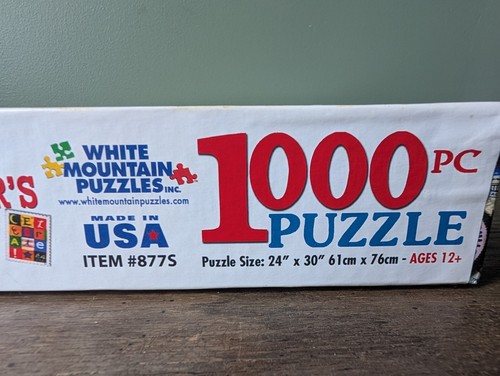 R'S
WHITE
MOUNTAIN
PUZZLES INC.
www.whitemountainpuzzles.com
MADE IN
USA
ITEM #877S
1000 PC
PUZZLE
Puzzle Size: 24" x 30" 61cm x 76cm - AGES 12+